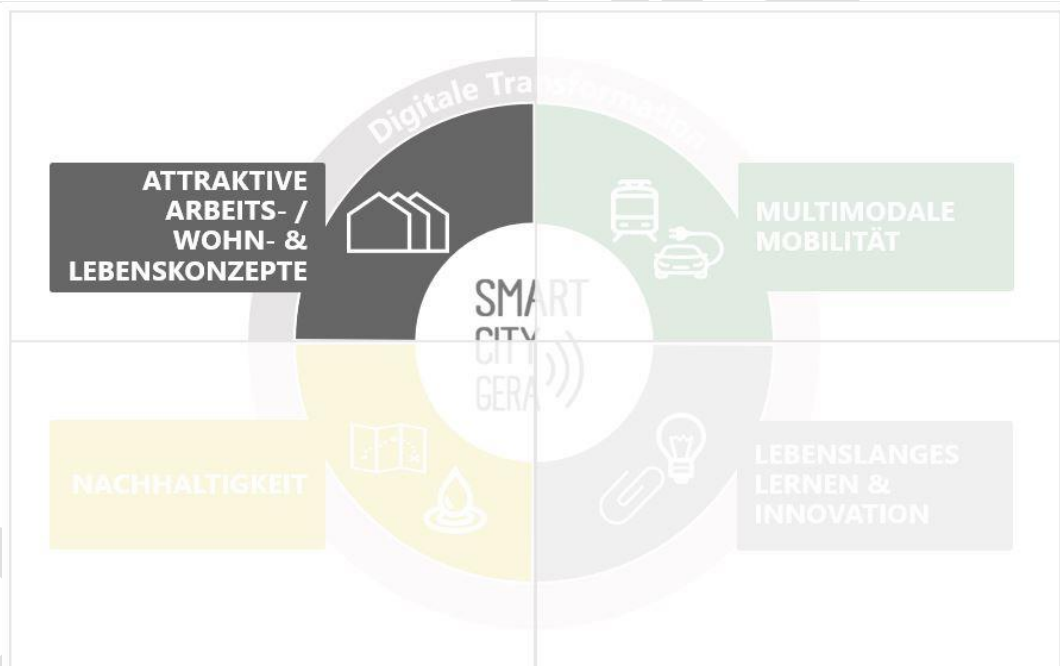 Digitale Transformation
ATTRAKTIVE
ARBEITS- /
WOHN- &
LEBENSKONZEPTE
MULTIMODALE
MOBILITÄT
SMART
CITY
GERA
NACHHALTIGKEIT
LEBENSLANGES
LERNEN &
INNOVATION